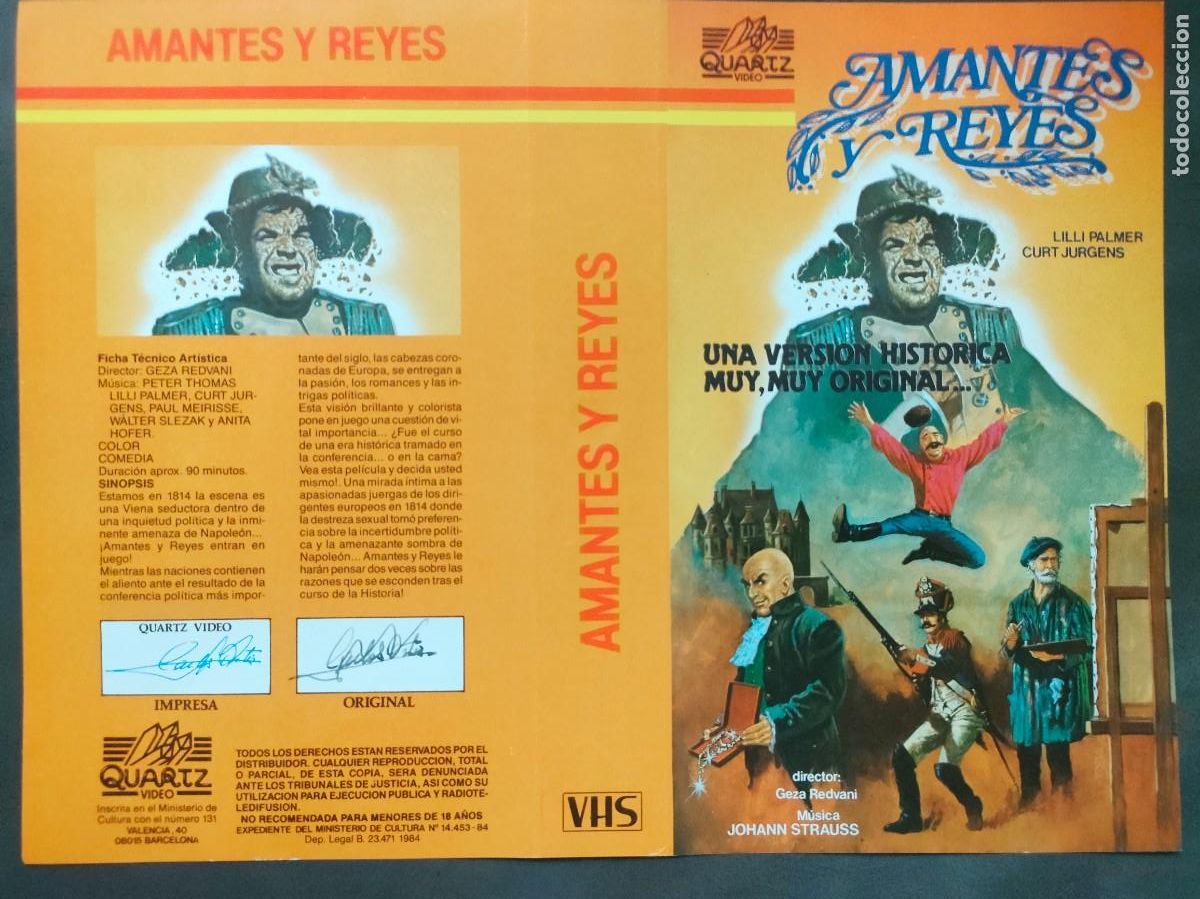 AMANTES Y REYES
Ficha Técnico Artística
Director: GEZA REDVANI
Música: PETER THOMAS
LILLI PALMER, CURT JUR-
GENS, PAUL MEIRISSE,
WALTER SLEZAK y ANITA
HOFER.
COLOR
COMEDIA
Duración aprox. 90 minutos.
SINOPSIS
Estamos en 1814 la escena es
una Viena seductora dentro de
una inquietud política y la inmi-
nente amenaza de Napoleón...
¡Amantes y Reyes entran en
juego!
Mientras las naciones contienen
el aliento ante el resultado de la
conferencia política más impor-
tante del siglo, las cabezas coro-
nadas de Europa, se entregan a
la pasión, los romances y las in-
trigas políticas.
Esta visión brillante y colorista
pone en juego una cuestión de vi-
tal importancia... ¿Fue el curso
de una era histórica tramado en
la conferencia... o en la cama?
Vea esta película y decida usted
mismo!. Una mirada íntima a las
apasionadas juergas de los diri-
gentes europeos en 1814 donde
la destreza sexual tomó preferen-
cia sobre la incertidumbre políti-
ca y la amenazante sombra de
Napoleón... Amantes y Reyes le
harán pensar dos veces sobre las
razones que se esconden tras el
curso de la Historia!
QUARTZ VIDEO
IMPRESA
ORIGINAL
QUARTZ
VIDEO
Inscrita en el Ministerio de
Cultura con el número 131
VALENCIA, 40
08015 BARCELONA
TODOS LOS DERECHOS ESTAN RESERVADOS POR EL
DISTRIBUIDOR. CUALQUIER REPRODUCCION, TOTAL
O PARCIAL, DE ESTA COPIA, SERA DENUNCIADA
ANTE LOS TRIBUNALES DE JUSTICIA, ASI COMO SU
UTILIZACION PARA EJECUCION PUBLICA Y RADIOTE-
LEDIFUSION.
NO RECOMENDADA PARA MENORES DE 18 AÑOS
EXPEDIENTE DEL MINISTERIO DE CULTURA Nº 14.453-84
Dep. Legal B. 23.471 1984
AMANTES Y REYES
VHS
QUARTZ
VIDEO
AMANTES
y REYES
LILLI PALMER
CURT JURGENS
UNA VERSION HISTORICA
MUY, MUY ORIGINAL...
director:
Geza Redvani
Música
JOHANN STRAUSS
todocoleccion